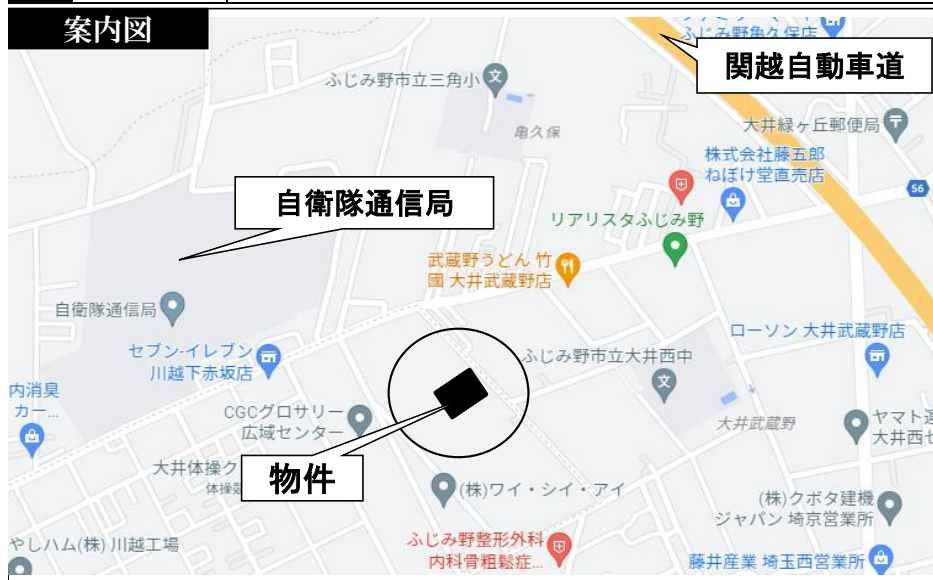 案内図
ふじみ野亀久保店
関越自動車道
ふじみ野市立三角小
亀久保
大井緑ヶ丘郵便局
株式会社藤五郎
ねぼけ堂直売店
56
自衛隊通信局
リアリスタふじみ野
武蔵野うどん 竹
國 大井武蔵野店
自衛隊通信局
ローソン 大井武蔵野店
セブン-イレブン
川越下赤坂店
ふじみ野市立大井西中
内消臭
カー...
CGCグロサリー
広域センター
大井武蔵野
ヤマト運
大井西セ
大井体操ク
物件
(株)ワイ・シイ・アイ
(株)クボタ建機
ジャパン 埼京営業所
やしハム(株) 川越工場
ふじみ野整形外科
内科骨粗鬆症...
藤井産業 埼玉西営業所